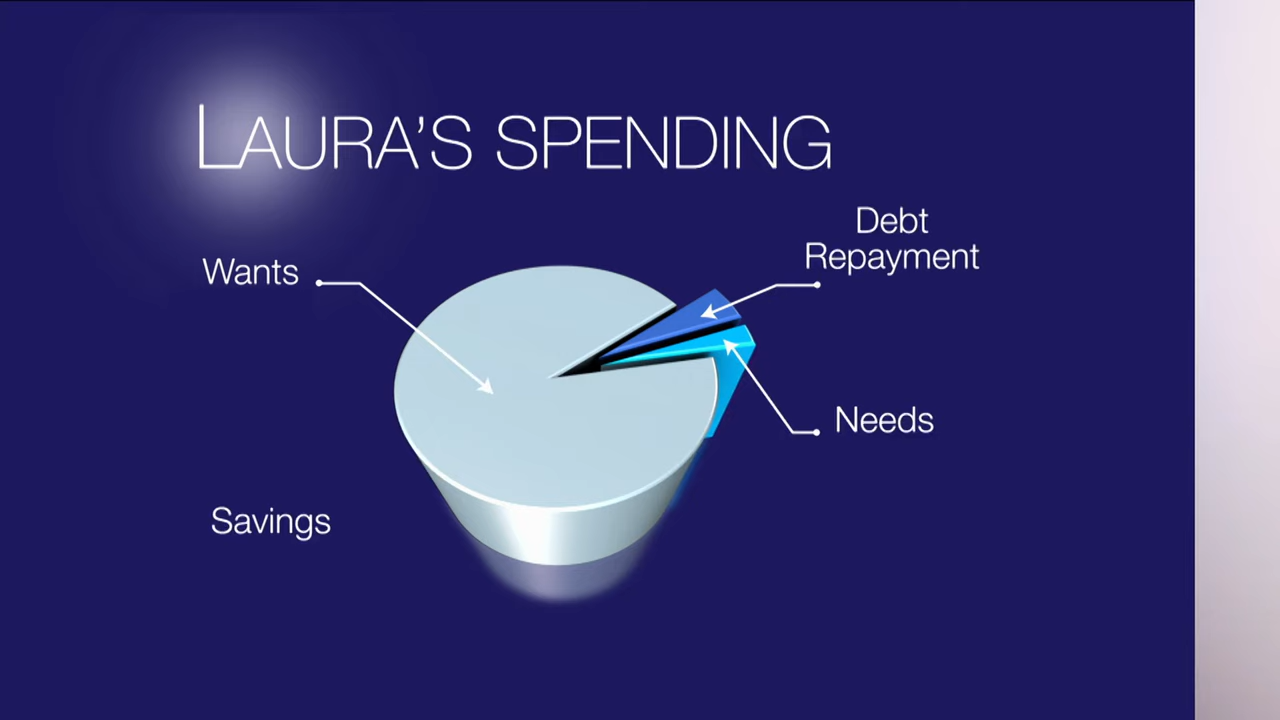 LAURA'S SPENDING
Debt
Repayment
Wants
Needs
Savings